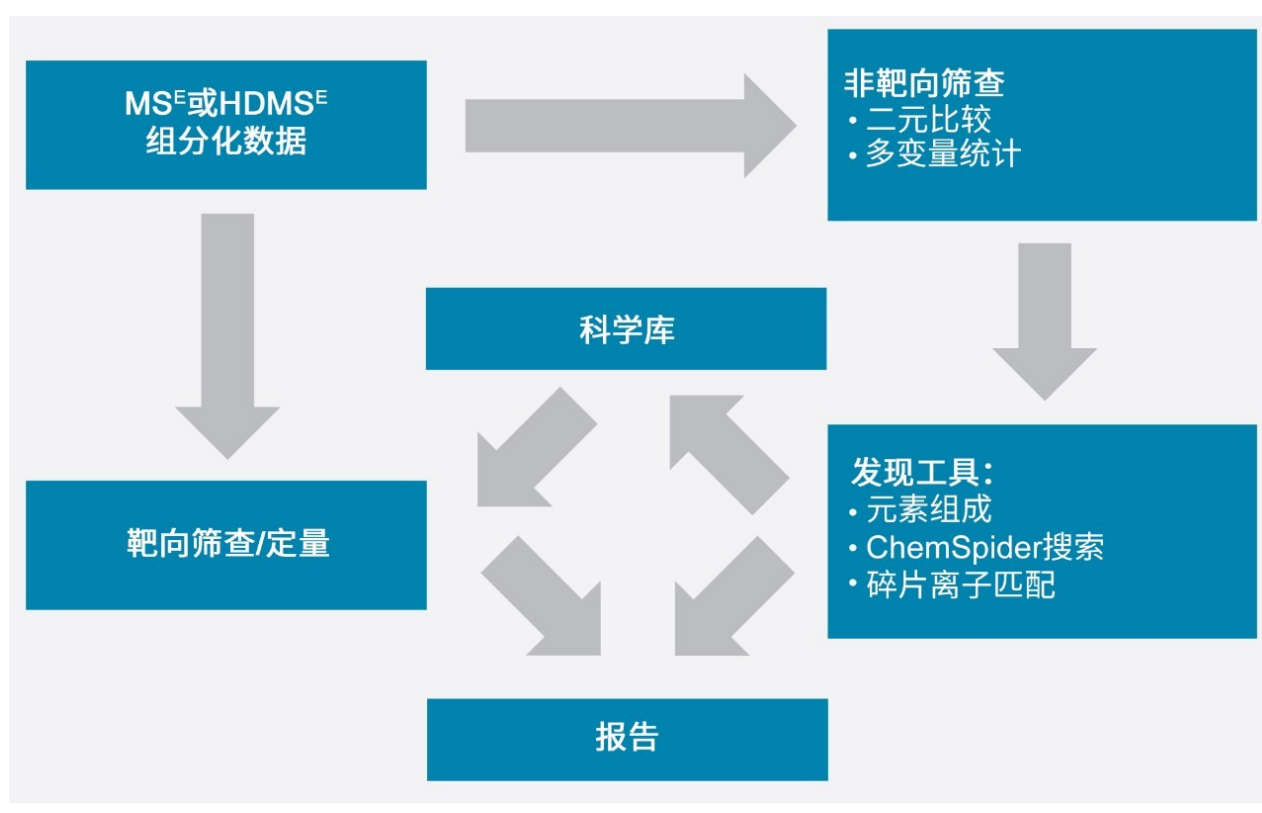 MSᴱ或HDMSᴱ
组分化数据
非靶向筛查
• 二元比较
• 多变量统计
科学库
靶向筛查/定量
发现工具：
• 元素组成
• ChemSpider搜索
• 碎片离子匹配
报告